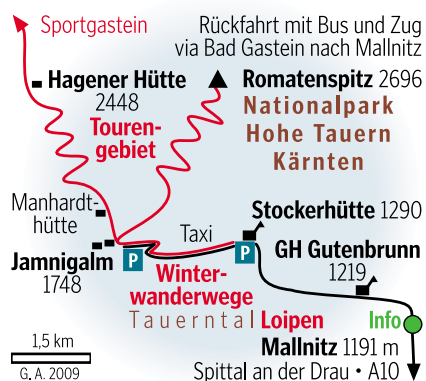 Sportgastein
Rückfahrt mit Bus und Zug
via Bad Gastein nach Mallnitz
Hagener Hütte
2448
Romatenspitz 2696
Touren-
gebiet
Nationalpark
Hohe Tauern
Kärnten
Manhardt-
hütte
Stockerhütte 1290
Taxi
Jamnigalm
1748
P
P
GH Gutenbrunn
1219
Winter-
wanderwege
Tauerntal Loipen
Info
1,5 km
Mallnitz 1191 m
G. A. 2009
Spittal an der Drau • A10